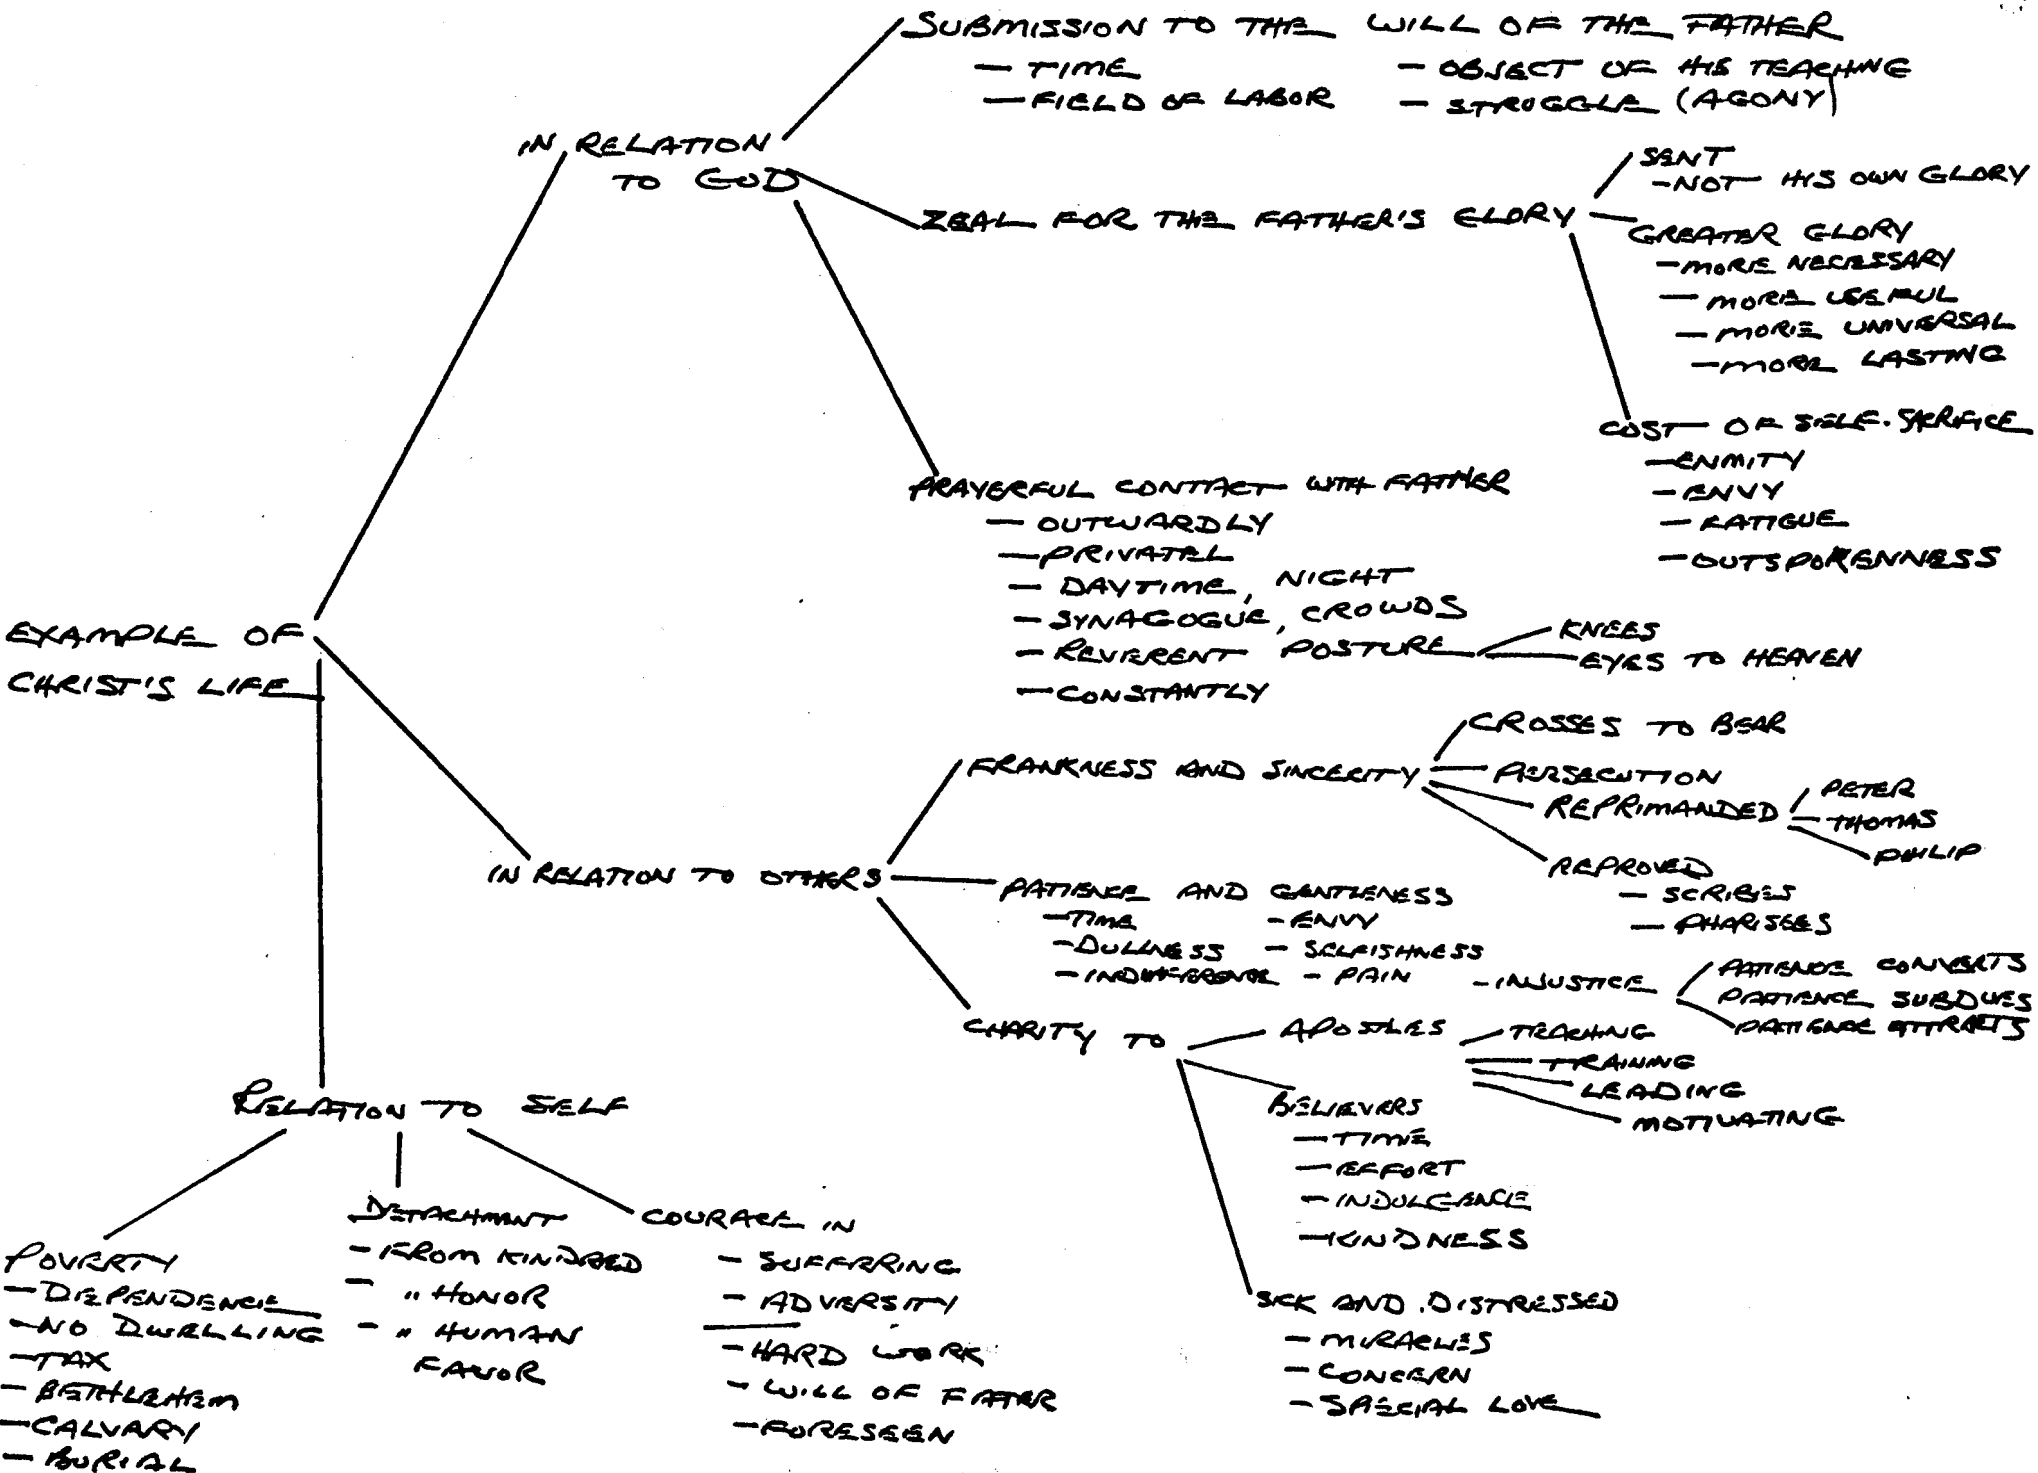 SUBMISSION TO THE WILL OF THE FATHER
— TIME
— FIELD OF LABOR
— OBJECT OF HIS TEACHING
— STRUGGLE (AGONY)
IN RELATION
TO GOD
ZEAL FOR THE FATHER'S GLORY
SENT
- NOT HIS OWN GLORY
GREATER GLORY
- MORE NECESSARY
- MORE USEFUL
- MORE UNIVERSAL
- MORE LASTING
COST OF SELF-SACRIFICE
- ENMITY
- ENVY
- FATIGUE
- OUTSPOKENNESS
PRAYERFUL CONTACT WITH FATHER
— OUTWARDLY
— PRIVATEL
— DAYTIME, NIGHT
— SYNAGOGUE, CROWDS
— REVERENT POSTURE
KNEES
EYES TO HEAVEN
— CONSTANTLY
EXAMPLE OF
CHRIST'S LIFE
IN RELATION TO OTHERS
FRANKNESS AND SINCERITY
CROSSES TO BEAR
PERSECUTION
REPRIMANDED
PETER
THOMAS
PHILIP
REPROVED
— SCRIBES
— PHARISEES
PATIENCE AND GENTLENESS
- TIME
- DULLNESS
- INDIFFERENCE
- ENVY
- SELFISHNESS
- PAIN
- INJUSTICE
PATIENCE CONVERTS
PATIENCE SUBDUES
PATIENCE ATTRACTS
CHARITY TO
APOSTLES
TEACHING
TRAINING
LEADING
MOTIVATING
BELIEVERS
— TIME
— EFFORT
— INDULGENCE
— KINDNESS
SICK AND DISTRESSED
— MIRACLES
— CONCERN
— SPECIAL LOVE
RELATION TO SELF
POVERTY
— DEPENDENCE
— NO DWELLING
— TAX
— BETHLEHEM
— CALVARY
— BURIAL
DETACHMENT
- FROM KINDRED
- " HONOR
- " HUMAN
FAVOR
COURAGE IN
- SUFFERING
- ADVERSITY
- HARD WORK
- WILL OF FATER
- FORESEEN